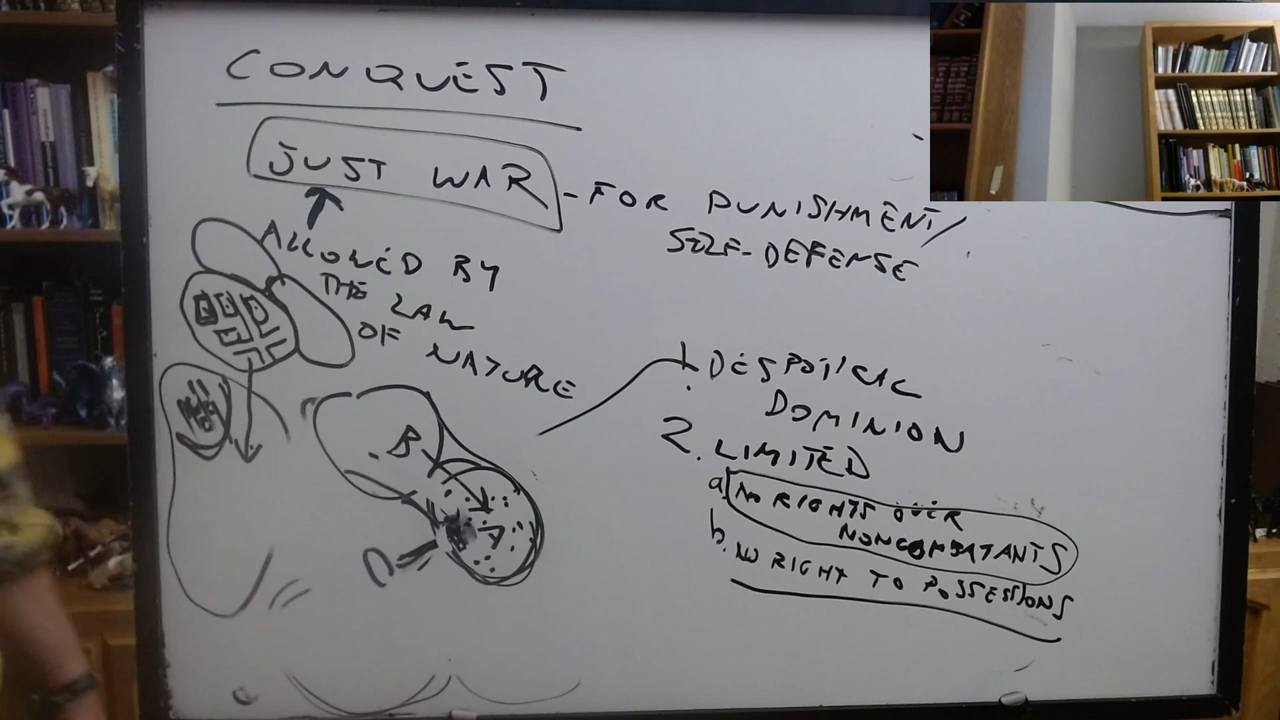 CONQUEST
JUST WAR - FOR PUNISHMENT/
SELF-DEFENSE
ALLOWED BY
THE LAW
OF NATURE
1. DESPOTICAL
DOMINION
2. LIMITED
a. NO RIGHTS OVER
NONCOMBATANTS
b. NO RIGHT TO POSSESSIONS
B
A